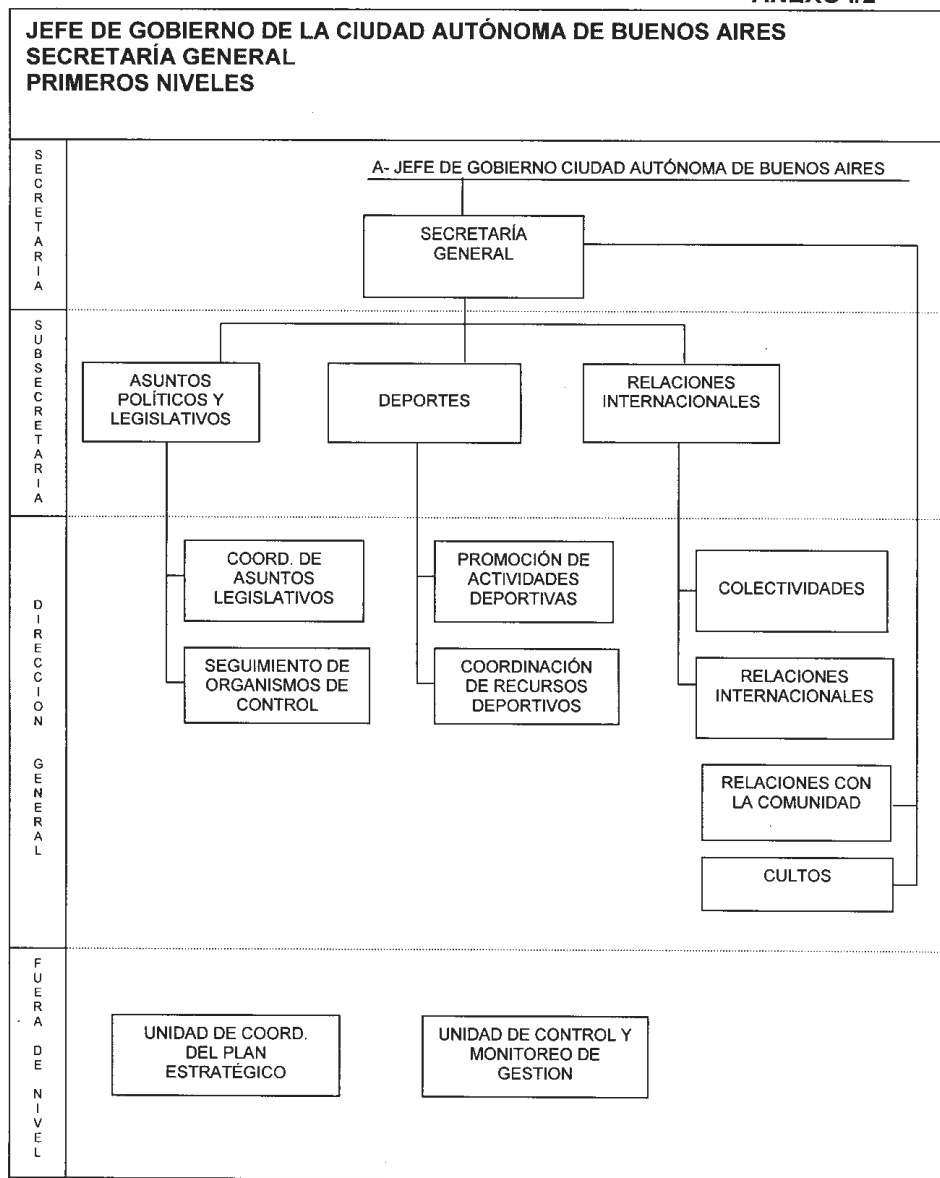 JEFE DE GOBIERNO DE LA CIUDAD AUTÓNOMA DE BUENOS AIRES
SECRETARÍA GENERAL
PRIMEROS NIVELES
SECRETARIA
A- JEFE DE GOBIERNO CIUDAD AUTÓNOMA DE BUENOS AIRES
SECRETARÍA
GENERAL
SUBSECRETARIA
ASUNTOS
POLÍTICOS Y
LEGISLATIVOS
DEPORTES
RELACIONES
INTERNACIONALES
DIRECCION GENERAL
COORD. DE
ASUNTOS
LEGISLATIVOS
PROMOCIÓN DE
ACTIVIDADES
DEPORTIVAS
COLECTIVIDADES
SEGUIMIENTO DE
ORGANISMOS DE
CONTROL
COORDINACIÓN
DE RECURSOS
DEPORTIVOS
RELACIONES
INTERNACIONALES
RELACIONES CON
LA COMUNIDAD
CULTOS
FUERA DE NIVEL
UNIDAD DE COORD.
DEL PLAN
ESTRATÉGICO
UNIDAD DE CONTROL Y
MONITOREO DE
GESTION